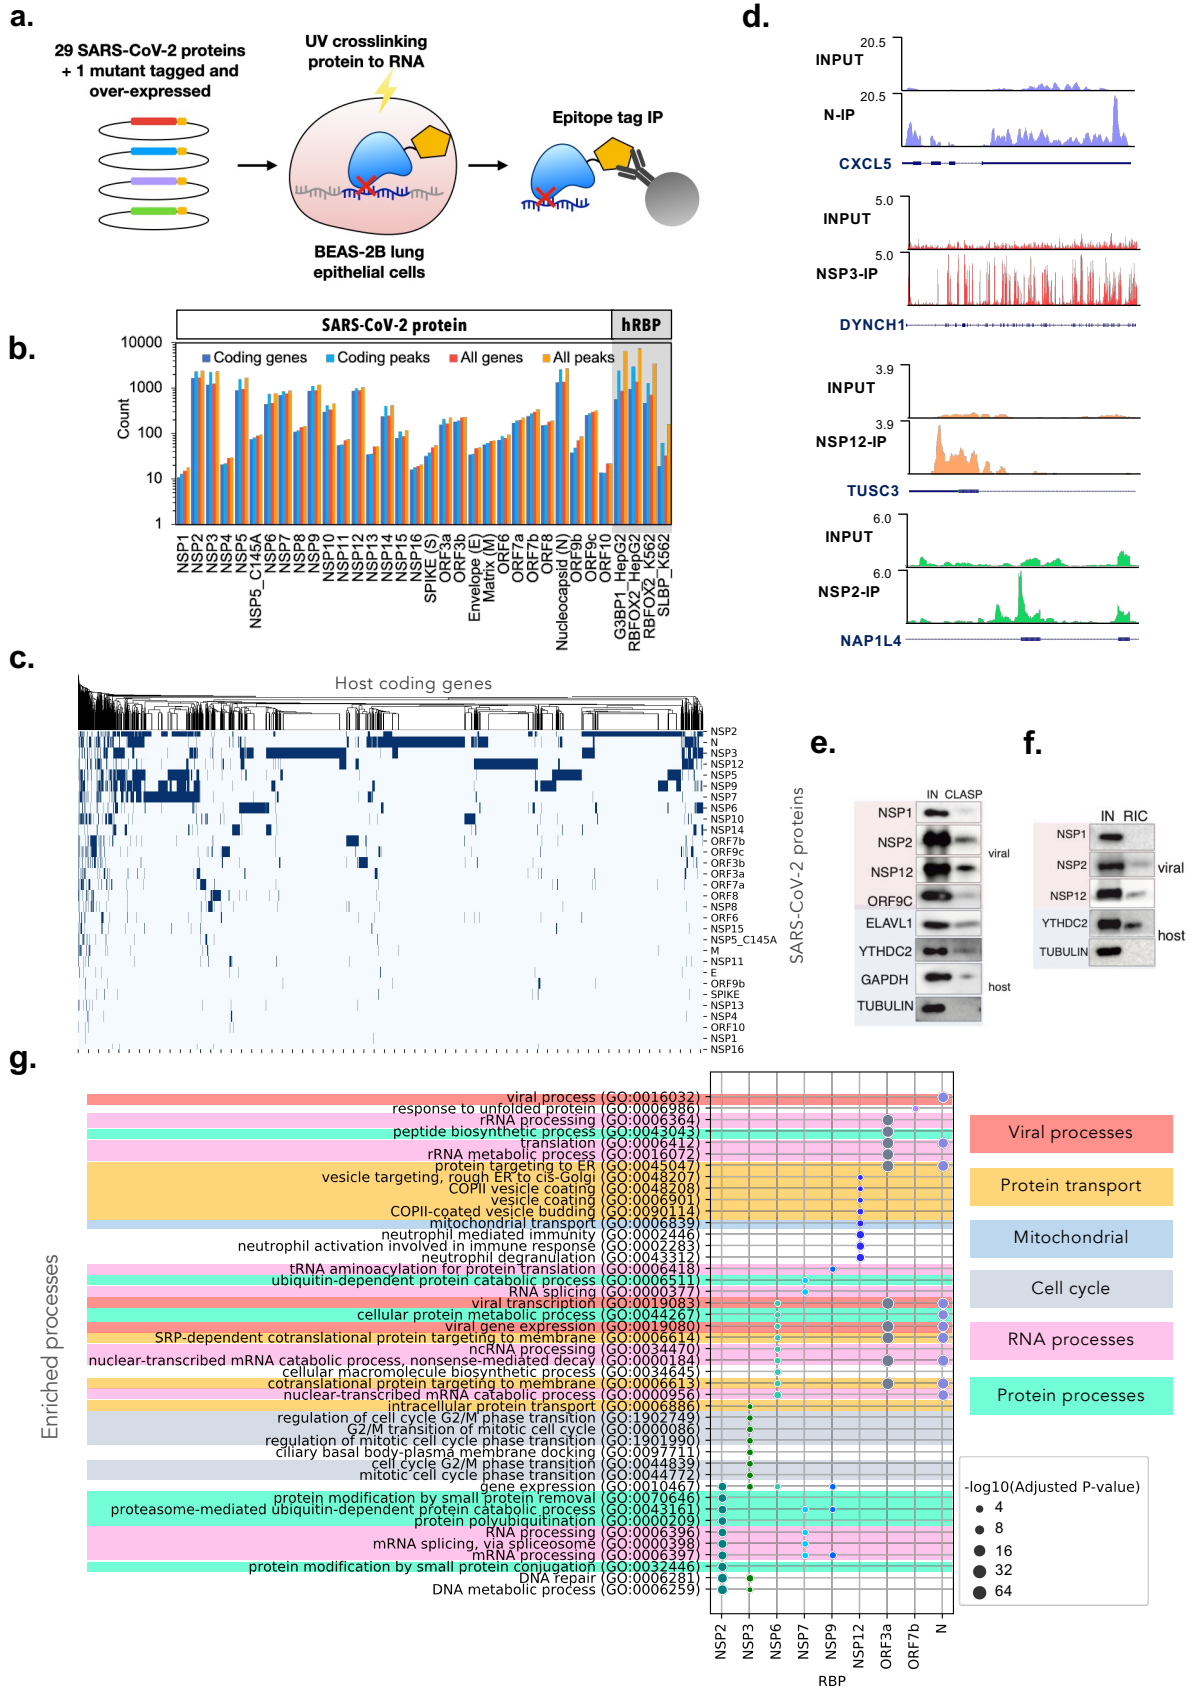 a.
29 SARS-CoV-2 proteins
+ 1 mutant tagged and
over-expressed
UV crosslinking
protein to RNA
BEAS-2B lung
epithelial cells
Epitope tag IP
b.
SARS-CoV-2 protein
hRBP
Coding genes
Coding peaks
All genes
All peaks
Count
10000
1000
100
10
1
NSP1
NSP2
NSP3
NSP4
NSP5
NSP5_C145A
NSP6
NSP7
NSP8
NSP9
NSP10
NSP11
NSP12
NSP13
NSP14
NSP15
NSP16
SPIKE (S)
ORF3a
ORF3b
Envelope (E)
Matrix (M)
ORF6
ORF7a
ORF7b
ORF8
Nucleocapsid (N)
ORF9b
ORF9c
ORF10
G3BP1_HepG2
RBFOX2_HepG2
RBFOX2_K562
SLBP_K562
c.
Host coding genes
NSP2
N
NSP3
NSP12
NSP5
NSP9
NSP7
NSP6
NSP10
NSP14
ORF7b
ORF9c
ORF3b
ORF3a
ORF7a
ORF8
NSP8
ORF6
NSP15
NSP5_C145A
M
NSP11
E
ORF9b
SPIKE
NSP13
NSP4
ORF10
NSP1
NSP16
SARS-CoV-2 proteins
d.
20.5
INPUT
20.5
N-IP
CXCL5
5.0
INPUT
5.0
NSP3-IP
DYNCH1
3.9
INPUT
3.9
NSP12-IP
TUSC3
6.0
INPUT
6.0
NSP2-IP
NAP1L4
e.
IN CLASP
NSP1
NSP2
NSP12
ORF9C
viral
ELAVL1
YTHDC2
GAPDH
TUBULIN
host
f.
IN RIC
NSP1
NSP2
NSP12
viral
YTHDC2
TUBULIN
host
g.
Enriched processes
viral process (GO:0016032)
response to unfolded protein (GO:0006986)
rRNA processing (GO:0006364)
peptide biosynthetic process (GO:0043043)
translation (GO:0006412)
rRNA metabolic process (GO:0016072)
protein targeting to ER (GO:0045047)
vesicle targeting, rough ER to cis-Golgi (GO:0048207)
COPII vesicle coating (GO:0048208)
vesicle coating (GO:0006901)
COPII-coated vesicle budding (GO:0090114)
mitochondrial transport (GO:0006839)
neutrophil mediated immunity (GO:0002446)
neutrophil activation involved in immune response (GO:0002283)
neutrophil degranulation (GO:0043312)
tRNA aminoacylation for protein translation (GO:0006418)
ubiquitin-dependent protein catabolic process (GO:0006511)
RNA splicing (GO:0000377)
viral transcription (GO:0019083)
cellular protein metabolic process (GO:0044267)
viral gene expression (GO:0019080)
SRP-dependent cotranslational protein targeting to membrane (GO:0006614)
ncRNA processing (GO:0034470)
nuclear-transcribed mRNA catabolic process, nonsense-mediated decay (GO:0000184)
cellular macromolecule biosynthetic process (GO:0034645)
cotranslational protein targeting to membrane (GO:0006613)
nuclear-transcribed mRNA catabolic process (GO:0000956)
intracellular protein transport (GO:0006886)
regulation of cell cycle G2/M phase transition (GO:1902749)
G2/M transition of mitotic cell cycle (GO:0000086)
regulation of mitotic cell cycle phase transition (GO:1901990)
ciliary basal body-plasma membrane docking (GO:0097711)
cell cycle G2/M phase transition (GO:0044839)
mitotic cell cycle phase transition (GO:0044772)
gene expression (GO:0010467)
protein modification by small protein removal (GO:0070646)
proteasome-mediated ubiquitin-dependent protein catabolic process (GO:0043161)
protein polyubiquitination (GO:0000209)
RNA processing (GO:0006396)
mRNA splicing, via spliceosome (GO:0000398)
mRNA processing (GO:0006397)
protein modification by small protein conjugation (GO:0032446)
DNA repair (GO:0006281)
DNA metabolic process (GO:0006259)
NSP2
NSP3
NSP6
NSP7
NSP9
NSP12
ORF3a
ORF7b
N
RBP
Viral processes
Protein transport
Mitochondrial
Cell cycle
RNA processes
Protein processes
-log10(Adjusted P-value)
4
8
16
32
64